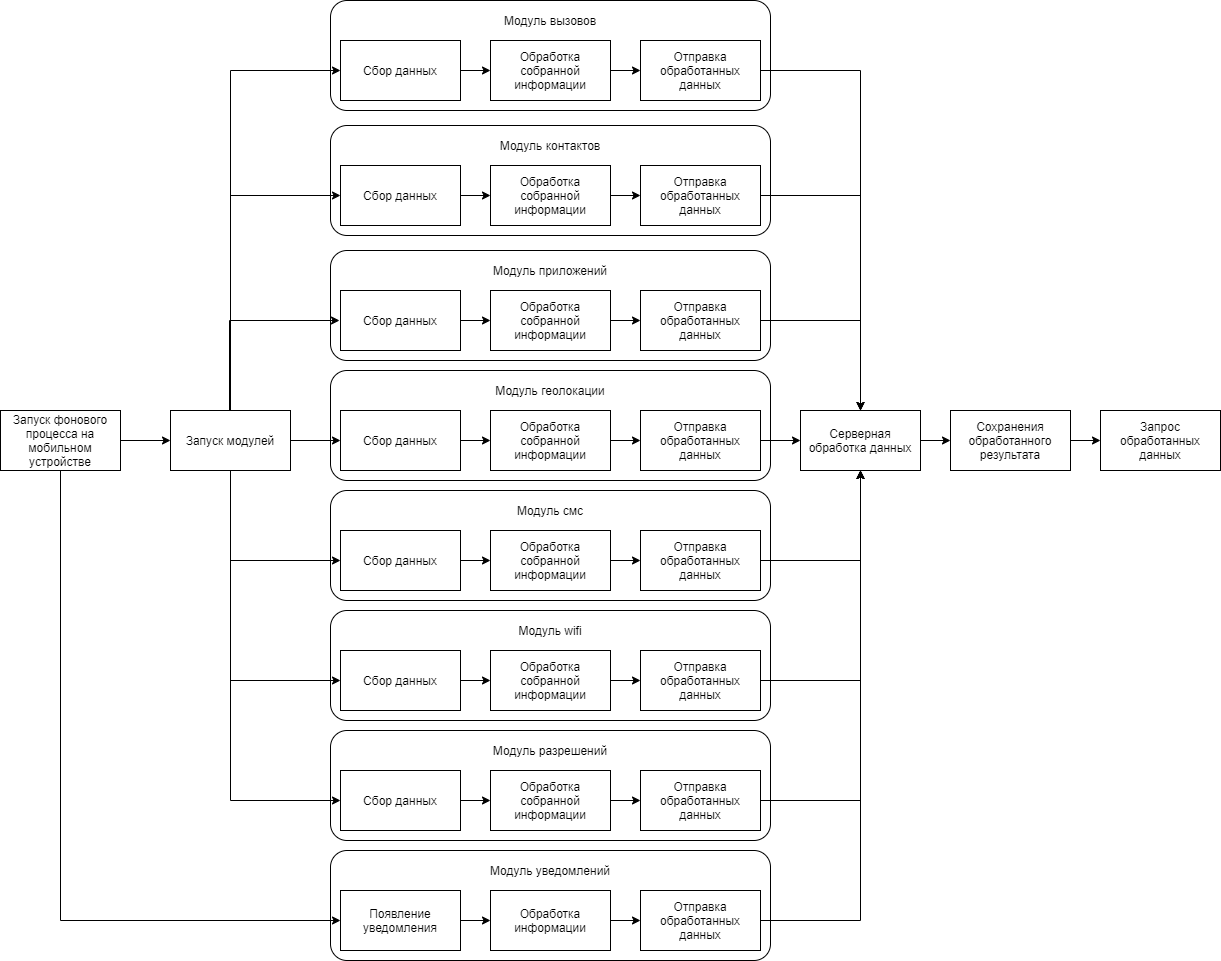 Модуль вызовов
Сбор данных
Обработка
собранной
информации
Отправка
обработанных
данных
Модуль контактов
Сбор данных
Обработка
собранной
информации
Отправка
обработанных
данных
Модуль приложений
Сбор данных
Обработка
собранной
информации
Отправка
обработанных
данных
Запуск фонового
процесса на
мобильном
устройстве
Запуск модулей
Модуль геолокации
Сбор данных
Обработка
собранной
информации
Отправка
обработанных
данных
Серверная
обработка данных
Сохранения
обработанного
результата
Запрос
обработанных
данных
Модуль смс
Сбор данных
Обработка
собранной
информации
Отправка
обработанных
данных
Модуль wifi
Сбор данных
Обработка
собранной
информации
Отправка
обработанных
данных
Модуль разрешений
Сбор данных
Обработка
собранной
информации
Отправка
обработанных
данных
Модуль уведомлений
Появление
уведомления
Обработка
информации
Отправка
обработанных
данных